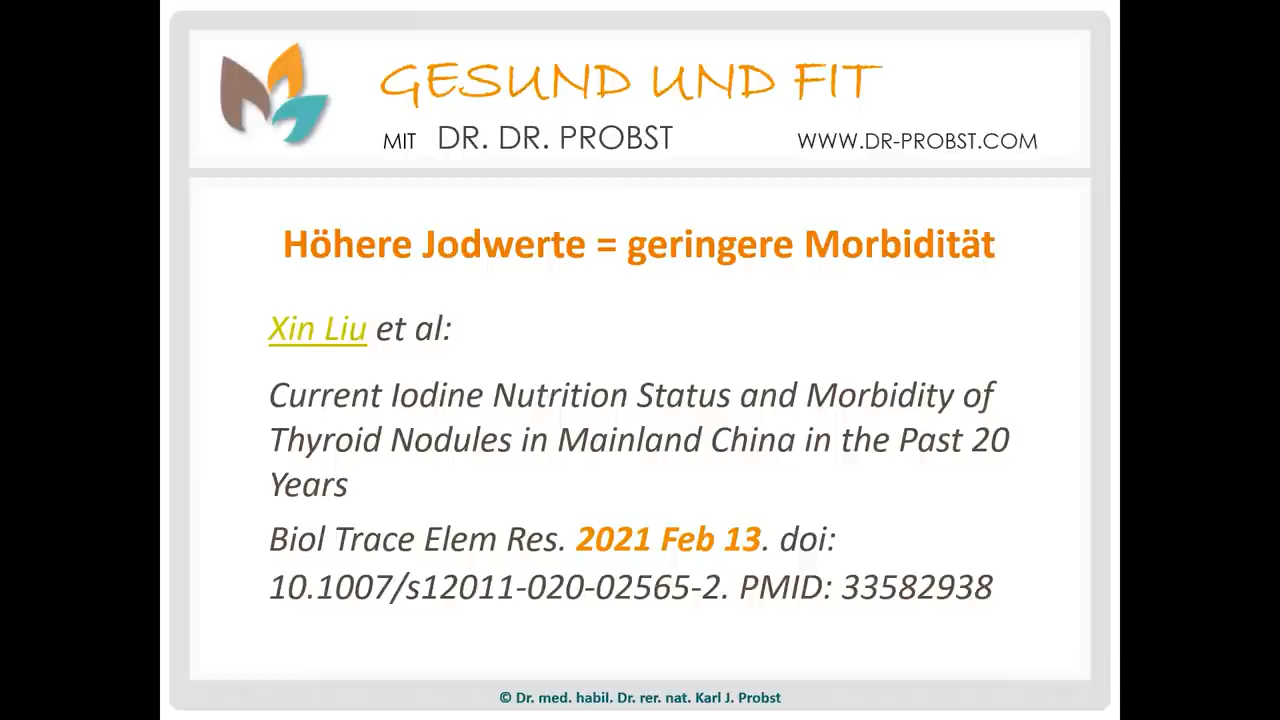 GESUND UND FIT
MIT DR. DR. PROBST WWW.DR-PROBST.COM
Höhere Jodwerte = geringere Morbidität
Xin Liu et al:
Current Iodine Nutrition Status and Morbidity of
Thyroid Nodules in Mainland China in the Past 20
Years
Biol Trace Elem Res. 2021 Feb 13. doi:
10.1007/s12011-020-02565-2. PMID: 33582938
© Dr. med. habil. Dr. rer. nat. Karl J. Probst